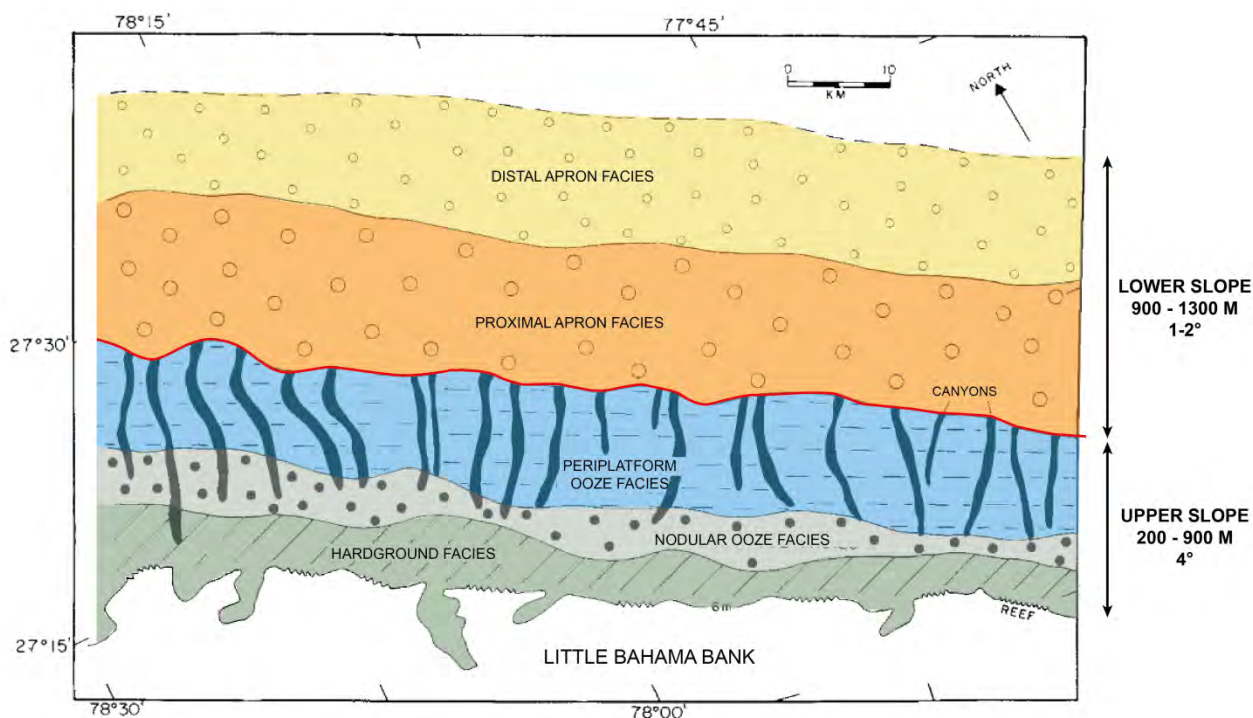 78°15'
77°45'
0 10
KM
NORTH
DISTAL APRON FACIES
LOWER SLOPE
900 - 1300 M
1-2°
PROXIMAL APRON FACIES
27°30'
CANYONS
PERIPLATFORM
OOZE FACIES
UPPER SLOPE
200 - 900 M
4°
NODULAR OOZE FACIES
HARDGROUND FACIES
6m
REEF
27°15'
LITTLE BAHAMA BANK
78°30'
78°00'